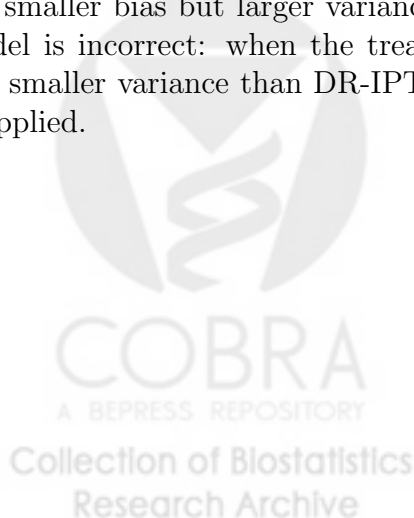 smaller bias but larger varianc
del is incorrect: when the trea
smaller variance than DR-IPT
pplied.
COBRA
A BEPRESS REPOSITORY
Collection of Biostatistics
Research Archive